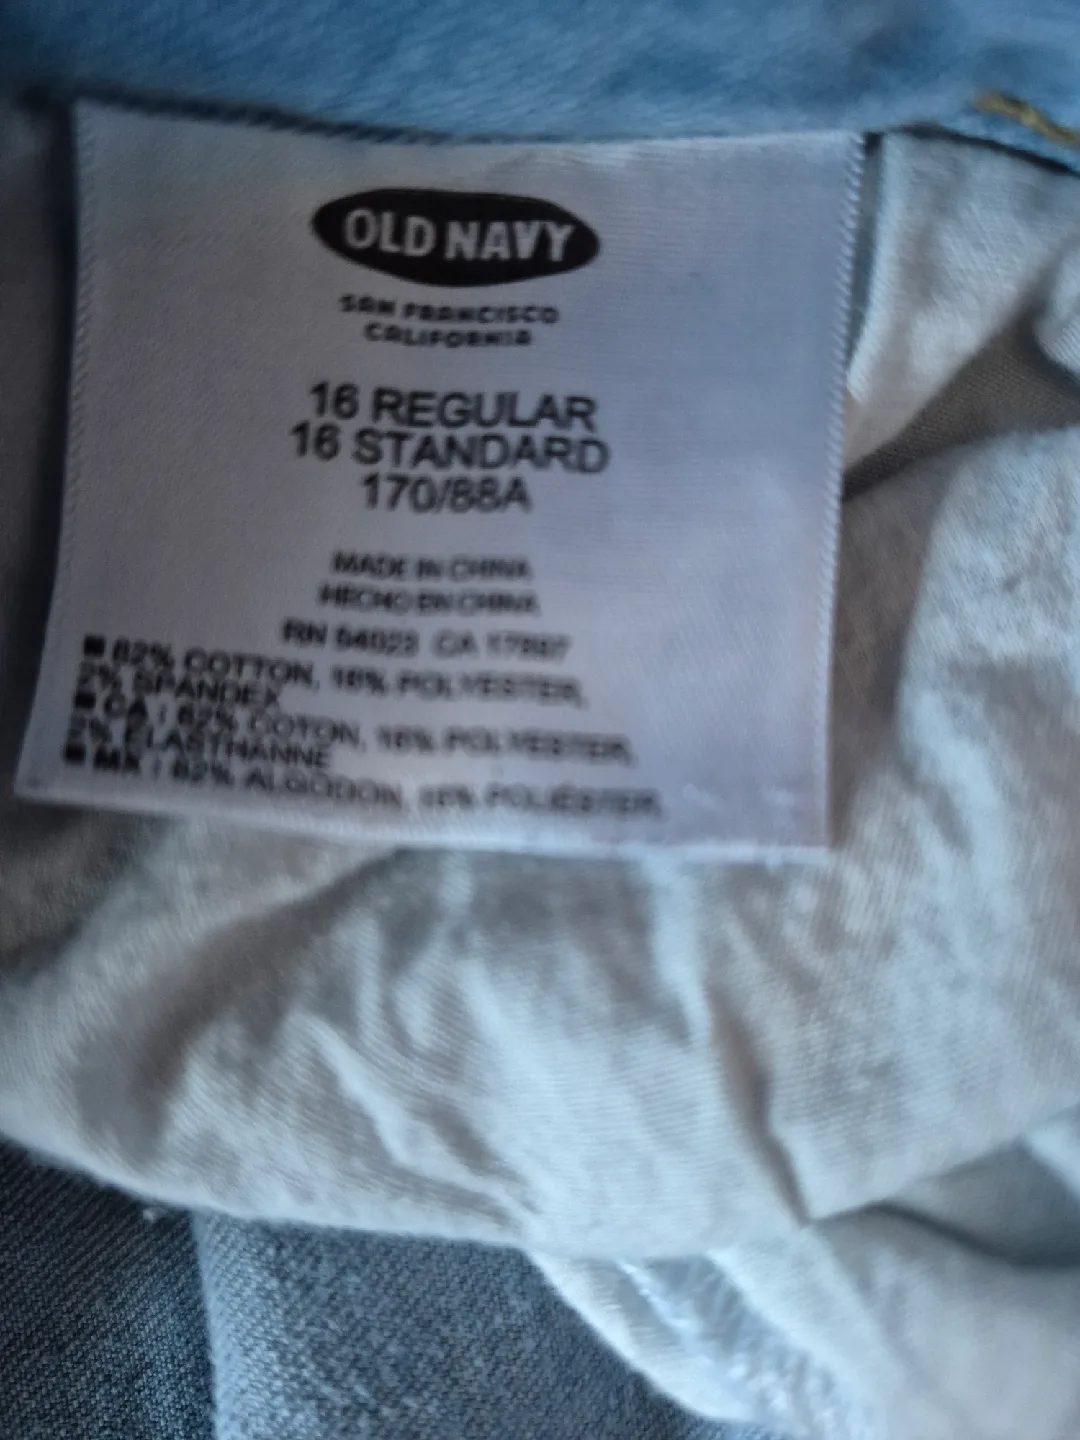 OLD NAVY
SAN FRANCISCO
CALIFORNIA
16 REGULAR
16 STANDARD
170/88A
MADE IN CHINA
HECHO EN CHINA
RN 54023 CA 17897
■ 82% COTTON, 16% POLYESTER,
2% SPANDEX
■ CA : 82% COTON, 16% POLYESTER,
2% ELASTHANNE
■ MX : 82% ALGODON, 16% POLIÉSTER,